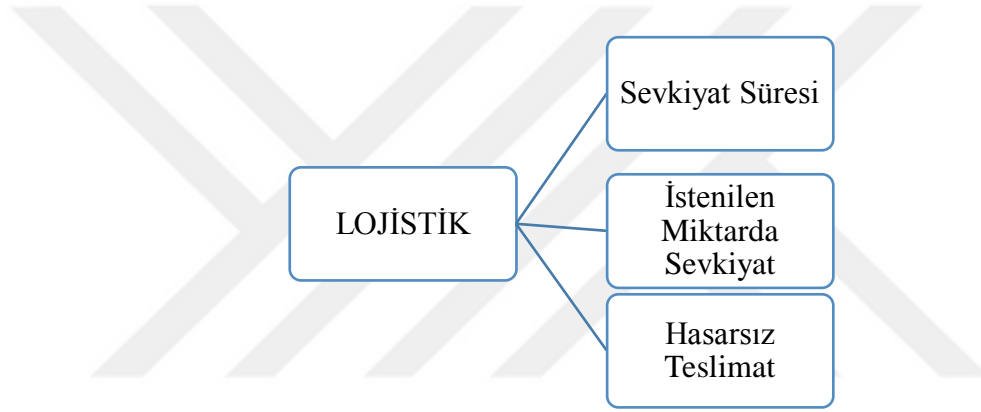 Sevkiyat Süresi
LOJİSTİK
İstenilen
Miktarda
Sevkiyat
Hasarsız
Teslimat